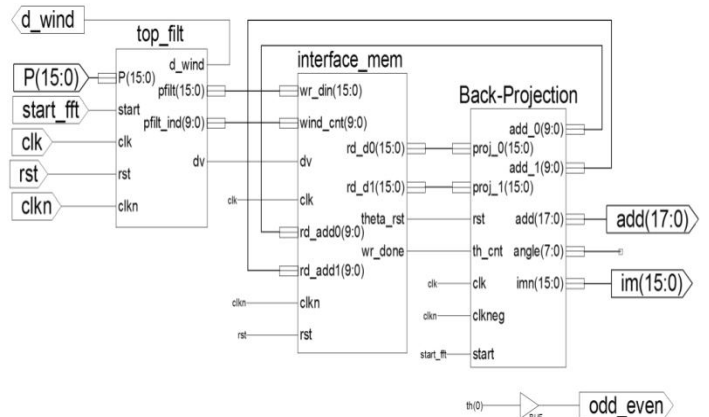 d_wind
top_filt
d_wind
P(15:0)
P(15:0)
pfilt(15:0)
start_fft
start
pfilt_ind(9:0)
clk
clk
dv
rst
rst
clkn
clkn
interface_mem
wr_din(15:0)
wind_cnt(9:0)
rd_d0(15:0)
dv
rd_d1(15:0)
clk
clk
theta_rst
rd_add0(9:0)
wr_done
rd_add1(9:0)
clkn
clkn
rst
rst
Back-Projection
add_0(9:0)
proj_0(15:0)
add_1(9:0)
proj_1(15:0)
rst
add(17:0)
add(17:0)
th_cnt
angle(7:0)
clk
clk
imn(15:0)
im(15:0)
clkn
clkneg
start_fft
start
th(0)
BUF
odd_even